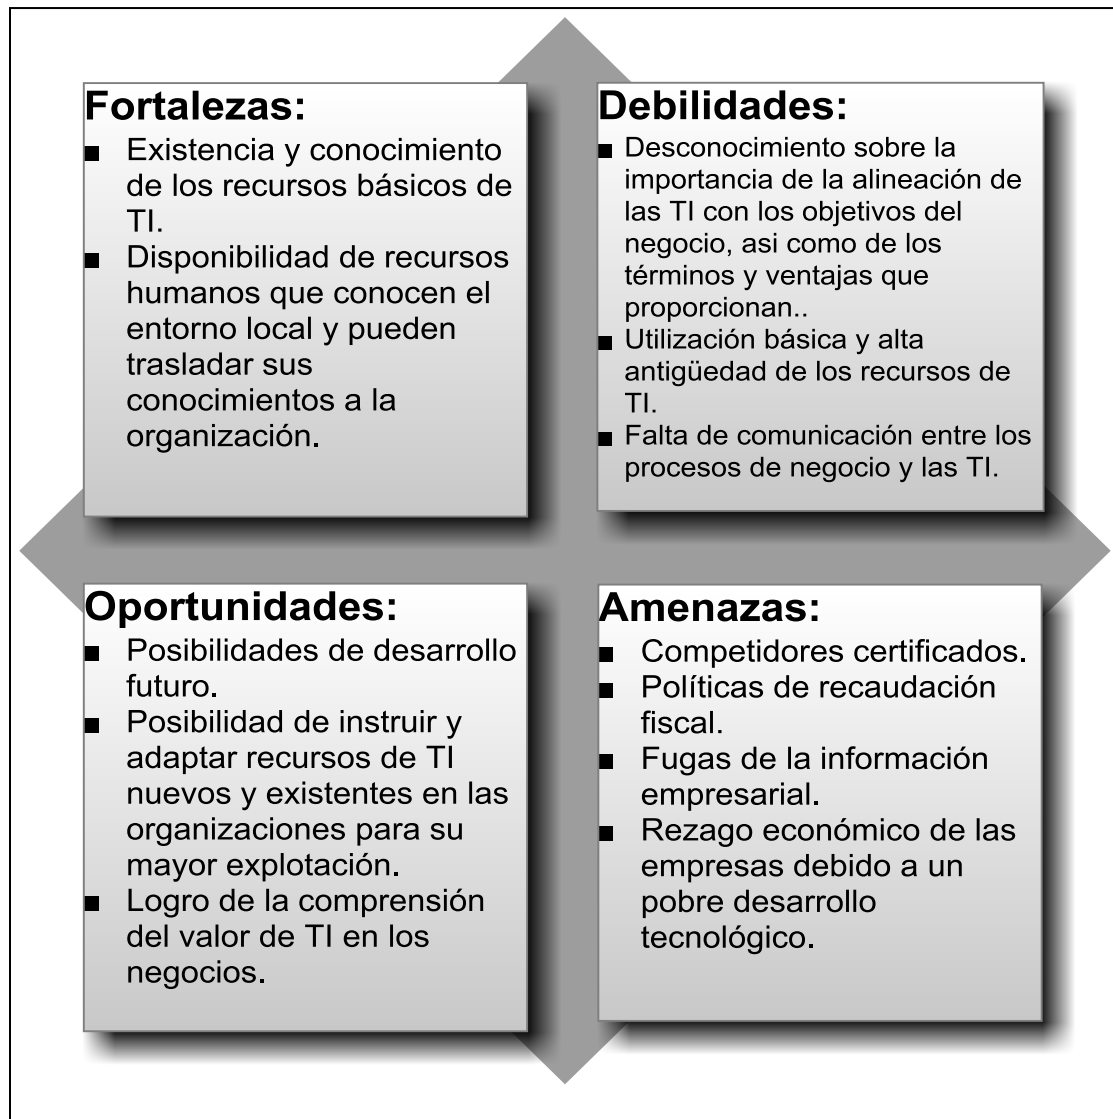 Fortalezas:
■ Existencia y conocimiento
de los recursos básicos de
TI.
■ Disponibilidad de recursos
humanos que conocen el
entorno local y pueden
trasladar sus
conocimientos a la
organización.
Debilidades:
■ Desconocimiento sobre la
importancia de la alineación de
las TI con los objetivos del
negocio, asi como de los
términos y ventajas que
proporcionan..
■ Utilización básica y alta
antigüedad de los recursos de
TI.
■ Falta de comunicación entre los
procesos de negocio y las TI.
Oportunidades:
■ Posibilidades de desarrollo
futuro.
■ Posibilidad de instruir y
adaptar recursos de TI
nuevos y existentes en las
organizaciones para su
mayor explotación.
■ Logro de la comprensión
del valor de TI en los
negocios.
Amenazas:
■ Competidores certificados.
■ Políticas de recaudación
fiscal.
■ Fugas de la información
empresarial.
■ Rezago económico de las
empresas debido a un
pobre desarrollo
tecnológico.